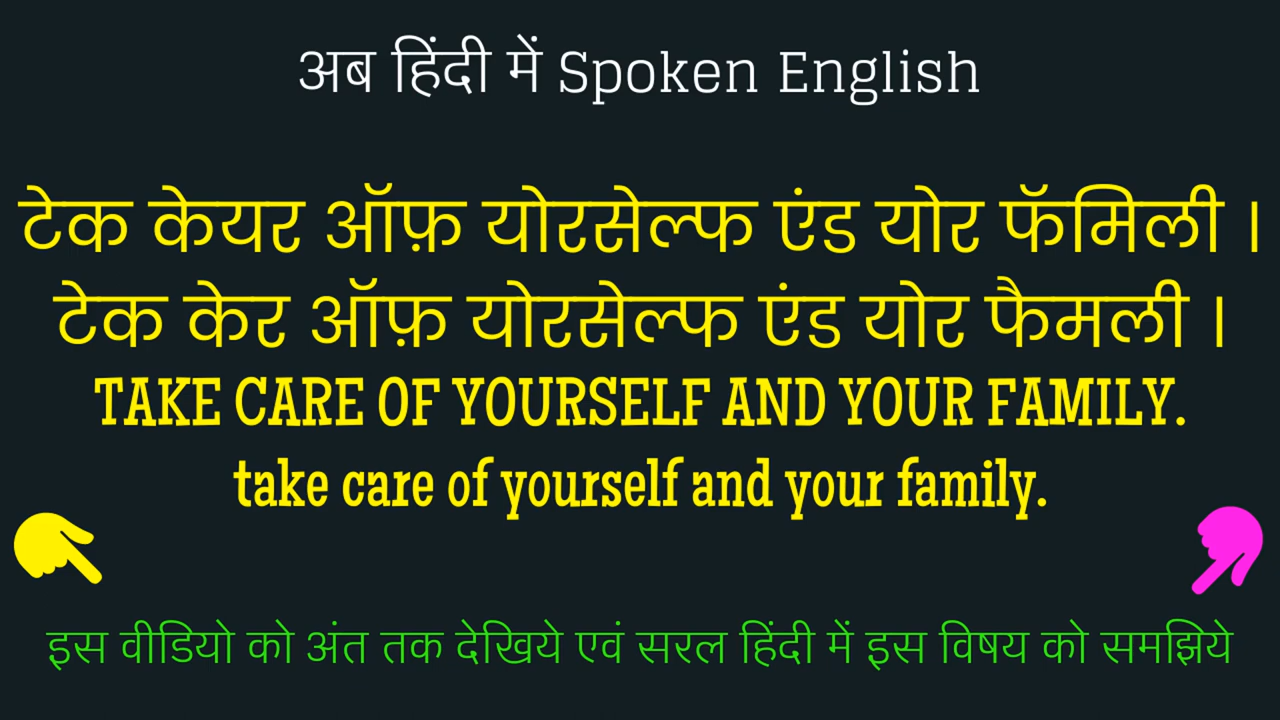 अब हिंदी में Spoken English
टेक केयर ऑफ़ योरसेल्फ एंड योर फॅमिली ।
टेक केर ऑफ़ योरसेल्फ एंड योर फैमली ।
TAKE CARE OF YOURSELF AND YOUR FAMILY.
take care of yourself and your family.
इस वीडियो को अंत तक देखिये एवं सरल हिंदी में इस विषय को समझिये